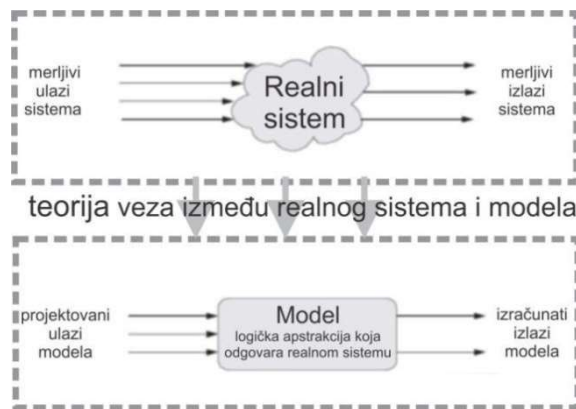 merljivi
ulazi
sistema
Realni
sistem
merljivi
izlazi
sistema
teorija veza između realnog sistema i modela
projektovani
ulazi
modela
Model
logička apstrakcija koja
odgovara realnom sistemu
izračunati
izlazi
modela